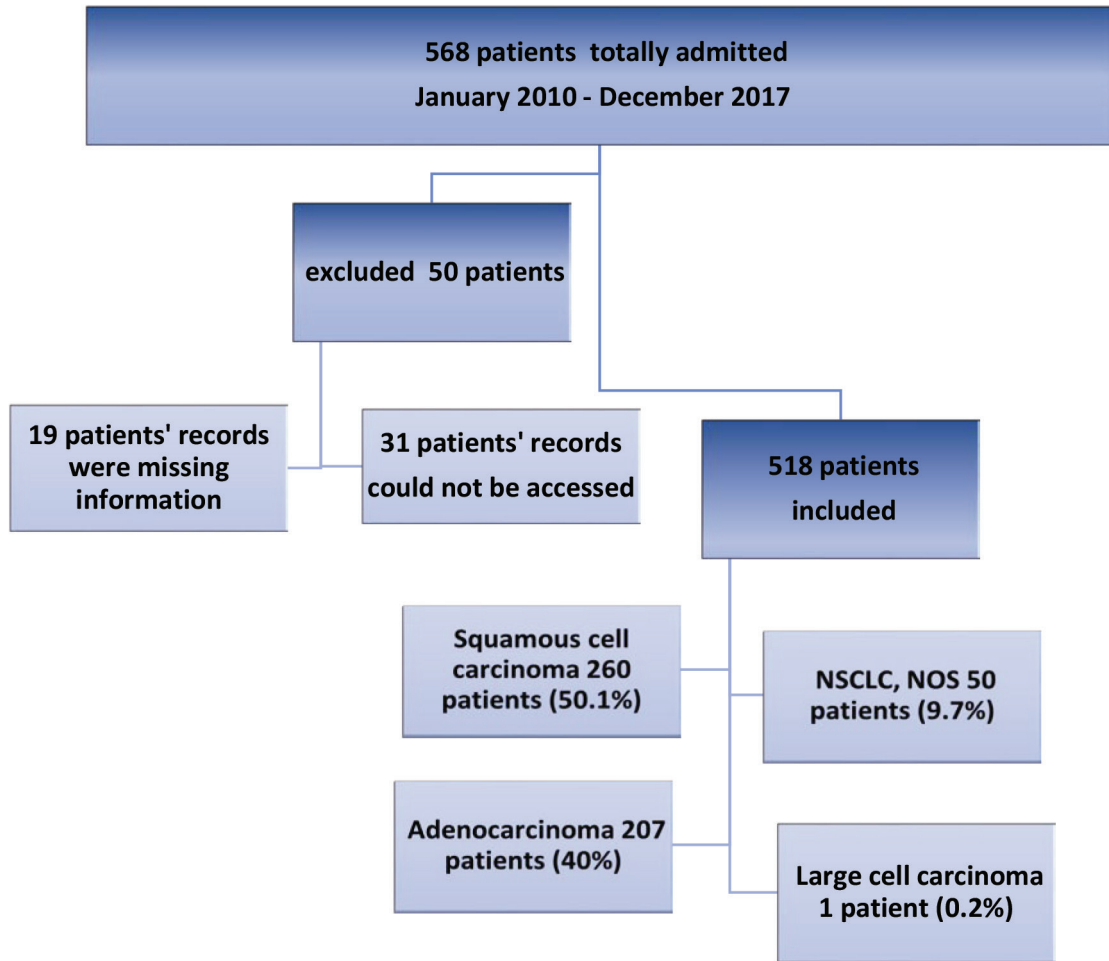 568 patients totally admitted
January 2010 - December 2017
excluded 50 patients
19 patients' records
were missing
information
31 patients' records
could not be accessed
518 patients
included
Squamous cell
carcinoma 260
patients (50.1%)
NSCLC, NOS 50
patients (9.7%)
Adenocarcinoma 207
patients (40%)
Large cell carcinoma
1 patient (0.2%)